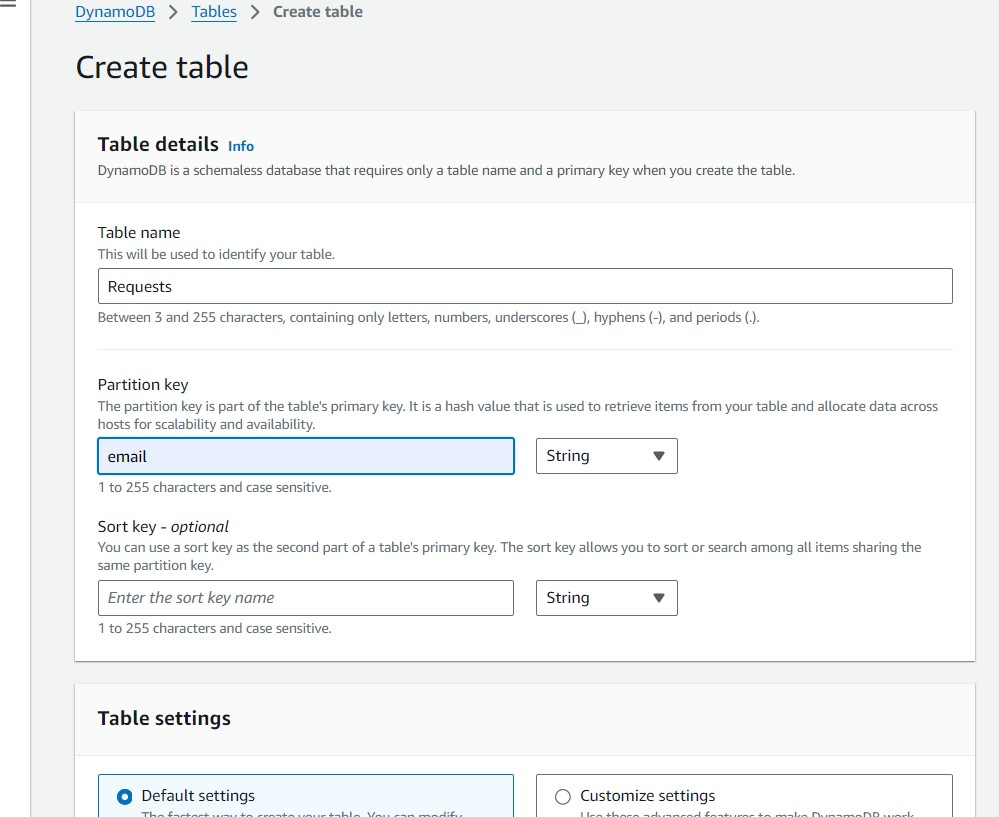 DynamoDB > Tables > Create table
Create table
Table details Info
DynamoDB is a schemaless database that requires only a table name and a primary key when you create the table.
Table name
This will be used to identify your table.
Requests
Between 3 and 255 characters, containing only letters, numbers, underscores (_), hyphens (-), and periods (.).
Partition key
The partition key is part of the table's primary key. It is a hash value that is used to retrieve items from your table and allocate data across
hosts for scalability and availability.
email String
1 to 255 characters and case sensitive.
Sort key - optional
You can use a sort key as the second part of a table's primary key. The sort key allows you to sort or search among all items sharing the
same partition key.
Enter the sort key name String
1 to 255 characters and case sensitive.
Table settings
Default settings Customize settings
The fastest way to create your table. You can modify Use these advanced features to make DynamoDB work